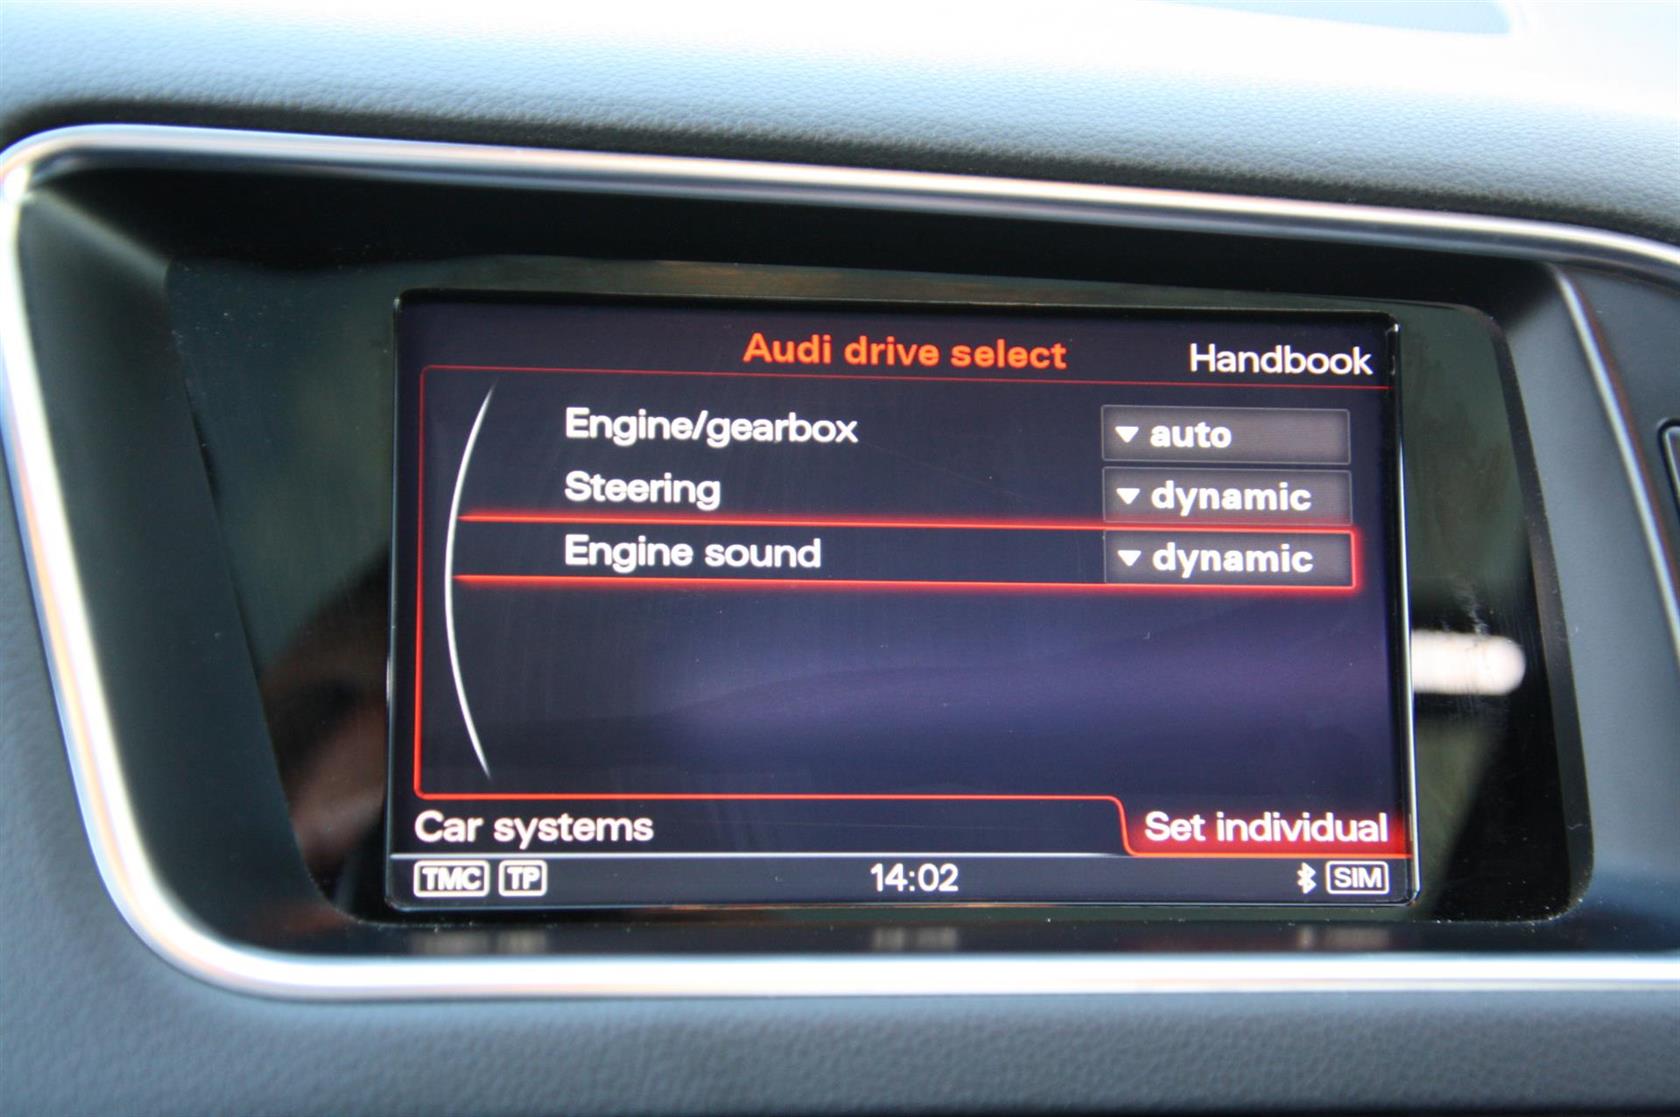 Audi drive select Handbook
Engine/gearbox auto
Steering dynamic
Engine sound dynamic
Car systems Set individual
TMC TP 14:02 SIM